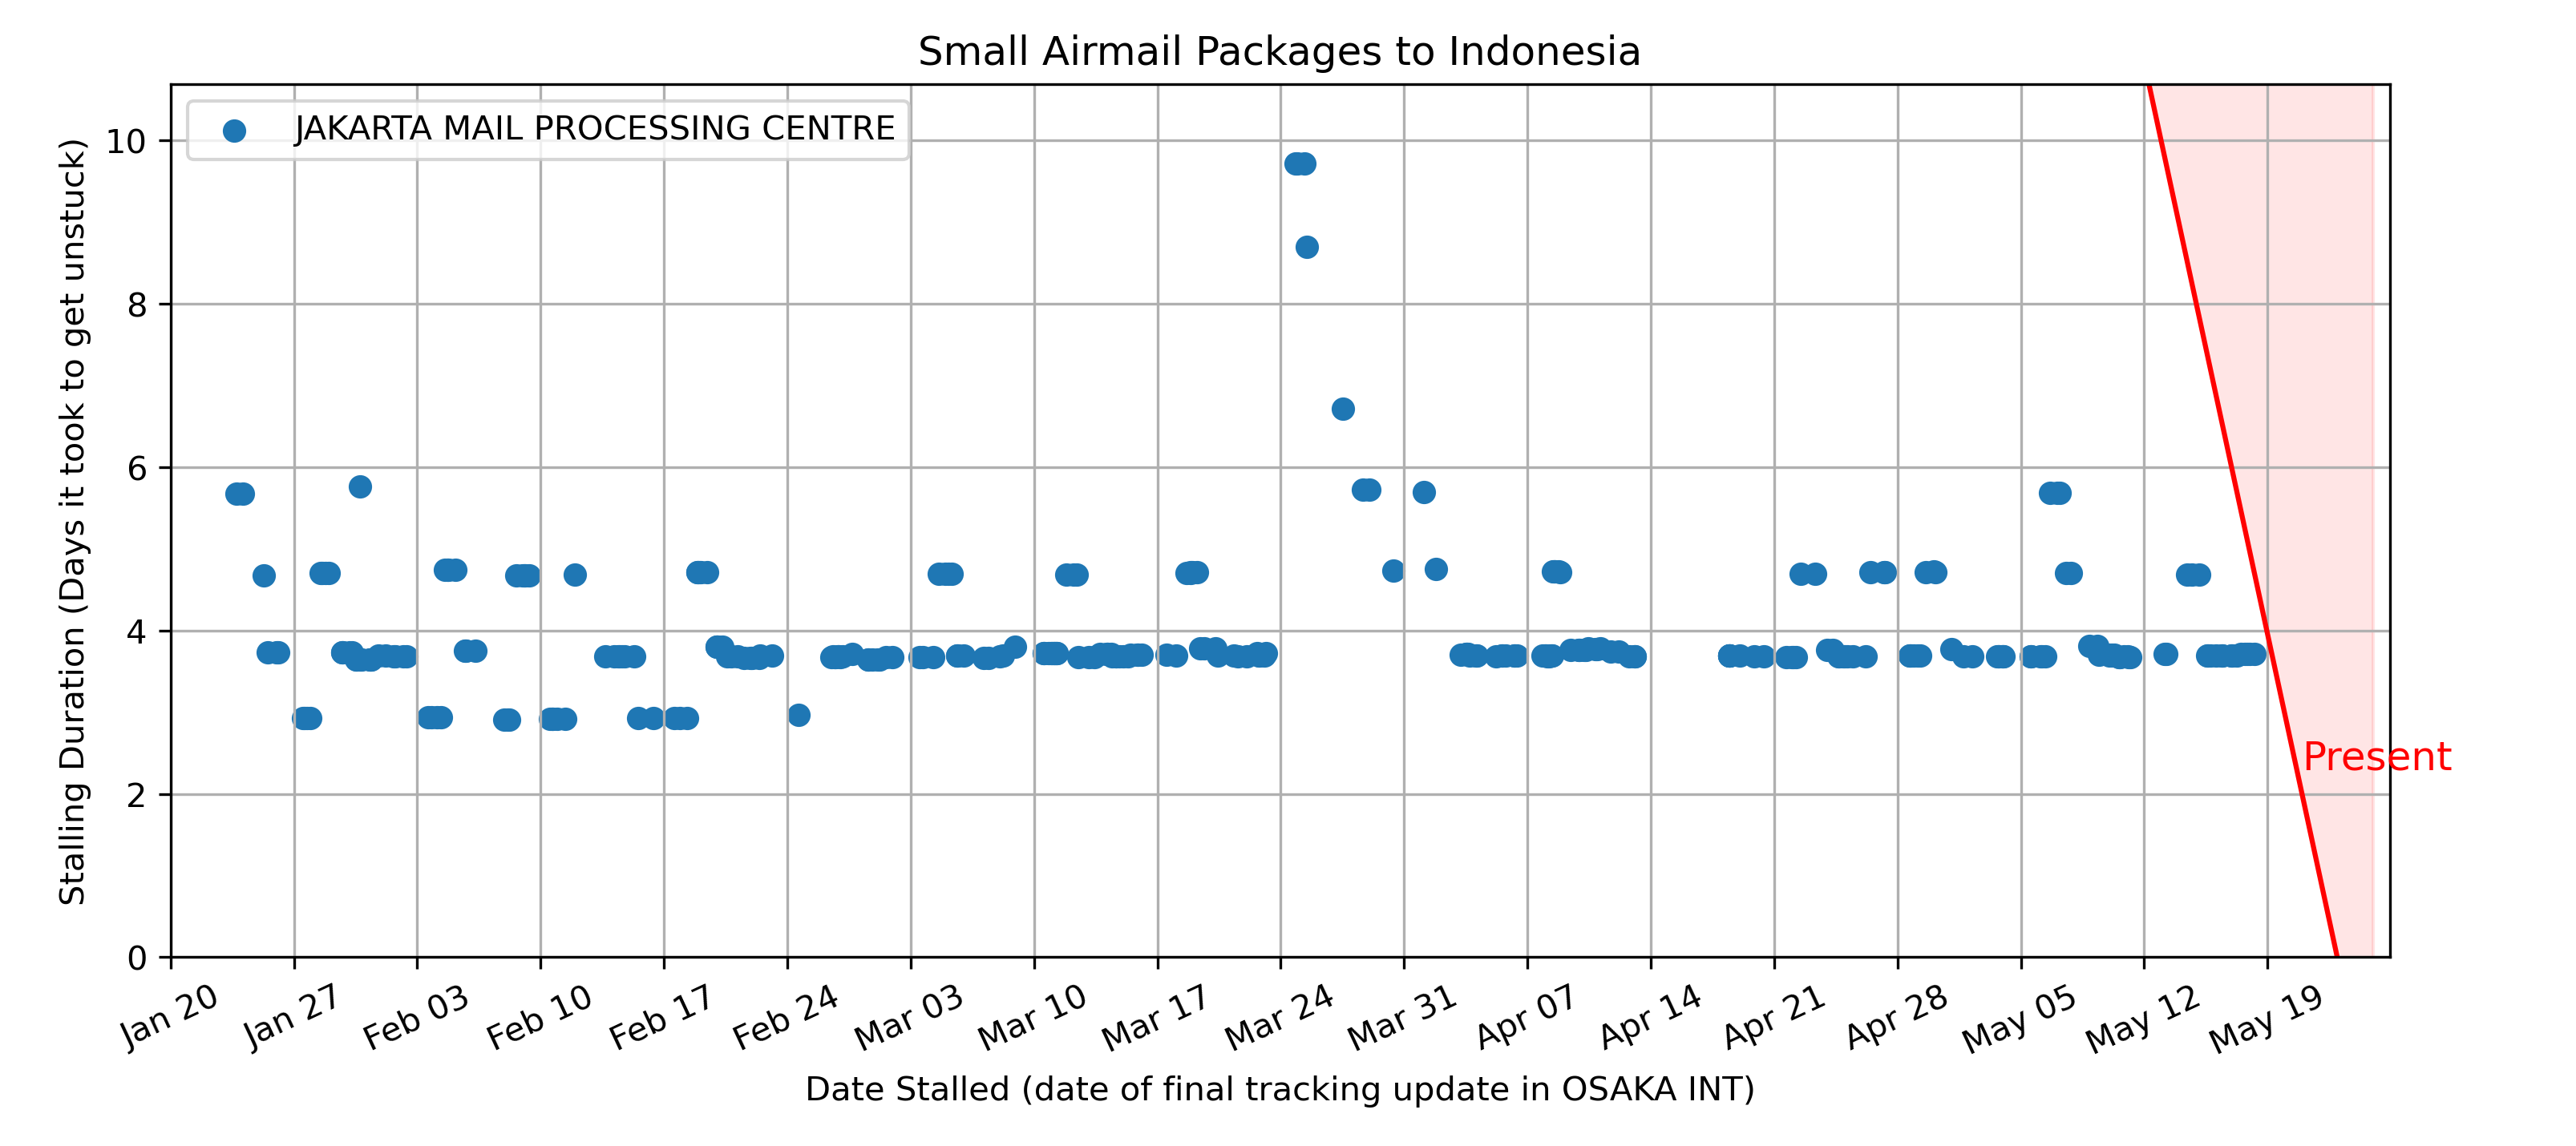 Small Airmail Packages to Indonesia
JAKARTA MAIL PROCESSING CENTRE
Stalling Duration (Days it took to get unstuck)
10
8
6
4
2
0
Present
Jan 20
Jan 27
Feb 03
Feb 10
Feb 17
Feb 24
Mar 03
Mar 10
Mar 17
Mar 24
Mar 31
Apr 07
Apr 14
Apr 21
Apr 28
May 05
May 12
May 19
Date Stalled (date of final tracking update in OSAKA INT)